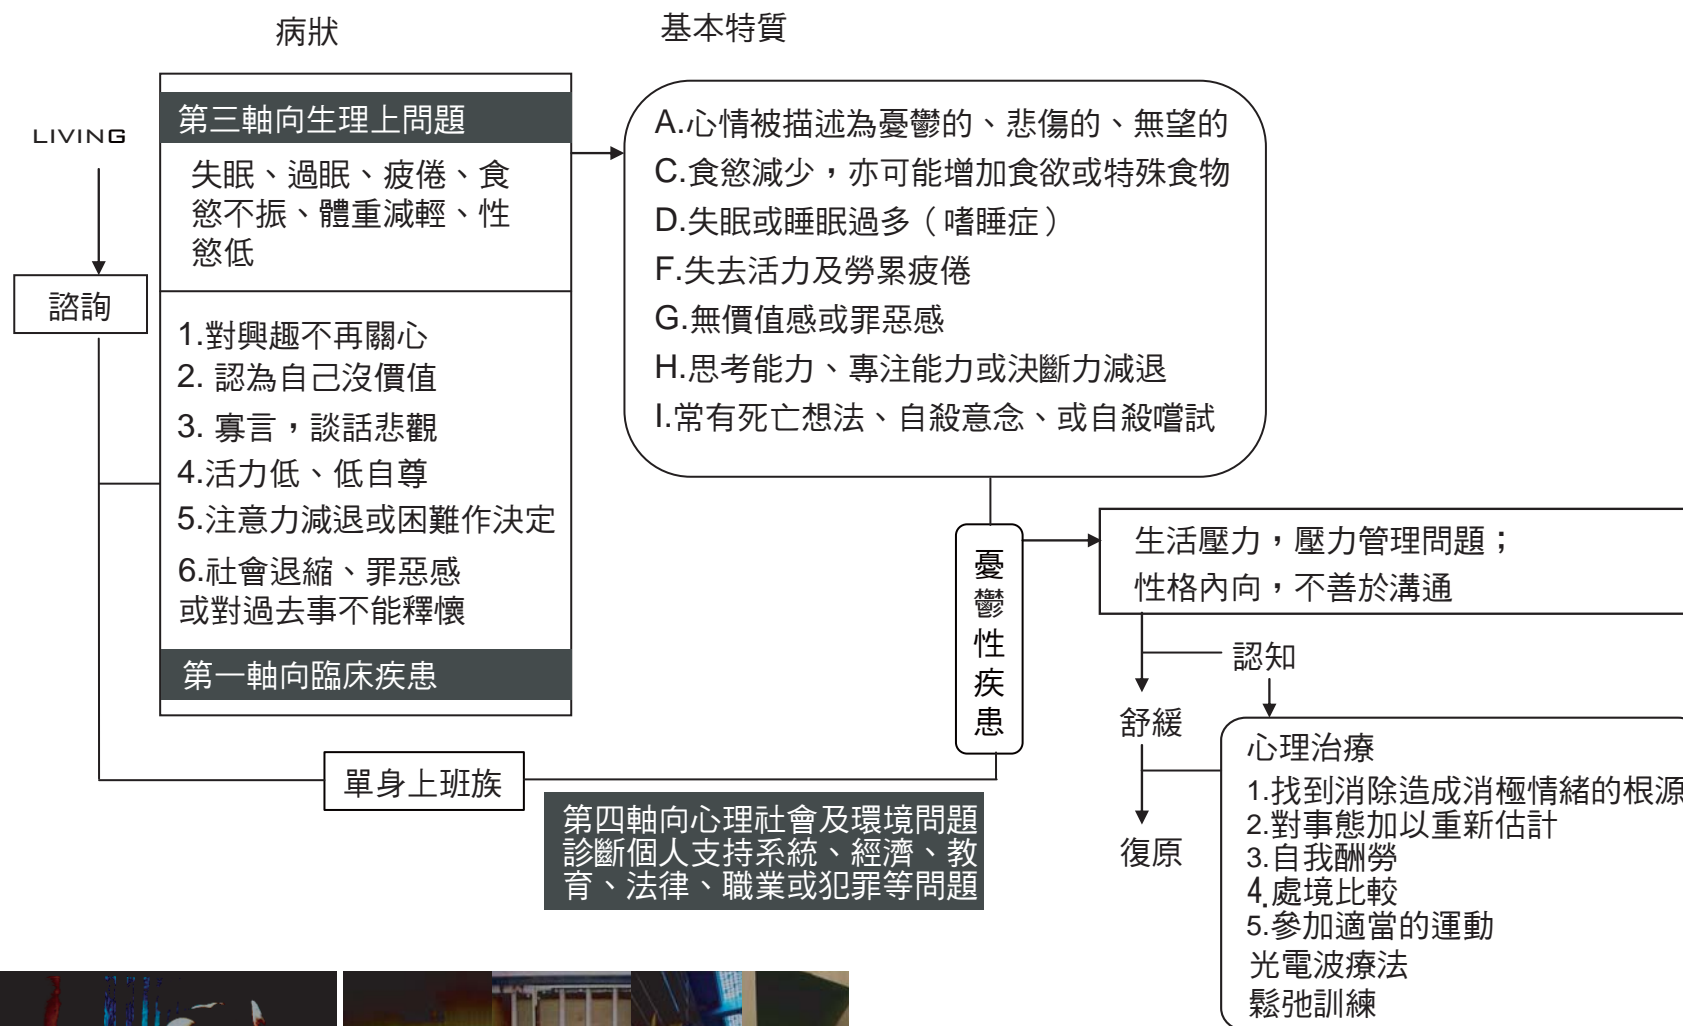 病狀
基本特質
LIVING
諮詢
第三軸向生理上問題
失眠、過眠、疲倦、食
慾不振、體重減輕、性
慾低
1.對興趣不再關心
2. 認為自己沒價值
3. 寡言，談話悲觀
4.活力低、低自尊
5.注意力減退或困難作決定
6.社會退縮、罪惡感
或對過去事不能釋懷
第一軸向臨床疾患
A.心情被描述為憂鬱的、悲傷的、無望的
C.食慾減少，亦可能增加食欲或特殊食物
D.失眠或睡眠過多（嗜睡症）
F.失去活力及勞累疲倦
G.無價值感或罪惡感
H.思考能力、專注能力或決斷力減退
I.常有死亡想法、自殺意念、或自殺嚐試
憂鬱性疾患
單身上班族
第四軸向心理社會及環境問題
診斷個人支持系統、經濟、教
育、法律、職業或犯罪等問題
生活壓力，壓力管理問題；
性格內向，不善於溝通
認知
舒緩
復原
心理治療
1.找到消除造成消極情緒的根源
2.對事態加以重新估計
3.自我酬勞
4.處境比較
5.參加適當的運動
光電波療法
鬆弛訓練